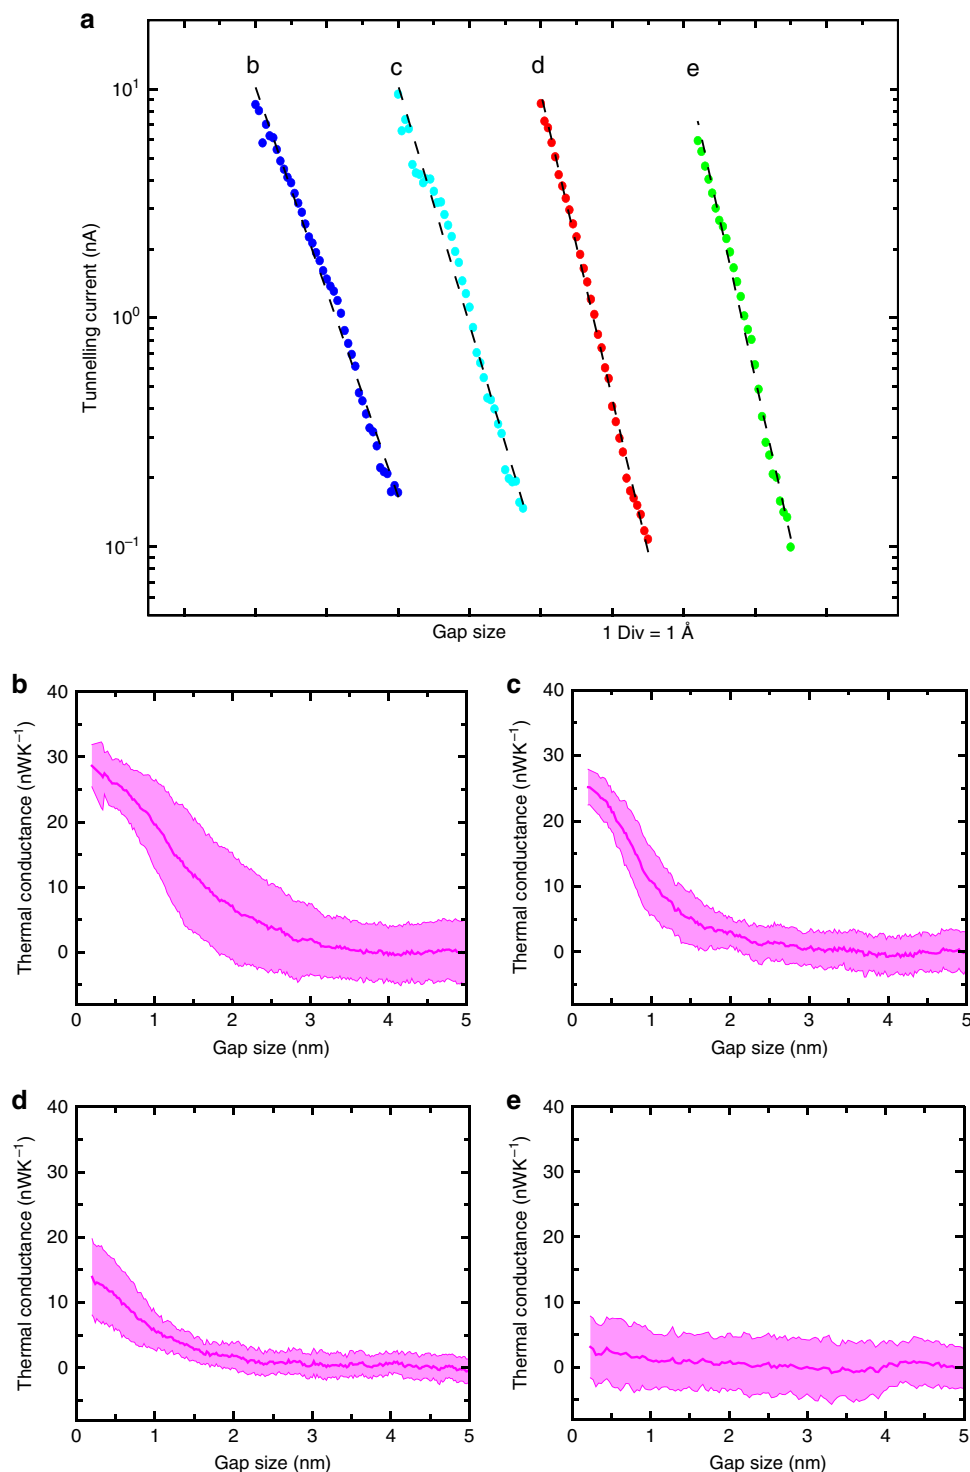 a
b
c
d
e
10¹
10⁰
10⁻¹
Tunnelling current (nA)
Gap size 1 Div = 1 Å
b
40
30
20
10
0
Thermal conductance (nWK⁻¹)
0 1 2 3 4 5
Gap size (nm)
c
40
30
20
10
0
Thermal conductance (nWK⁻¹)
0 1 2 3 4 5
Gap size (nm)
d
40
30
20
10
0
Thermal conductance (nWK⁻¹)
0 1 2 3 4 5
Gap size (nm)
e
40
30
20
10
0
Thermal conductance (nWK⁻¹)
0 1 2 3 4 5
Gap size (nm)